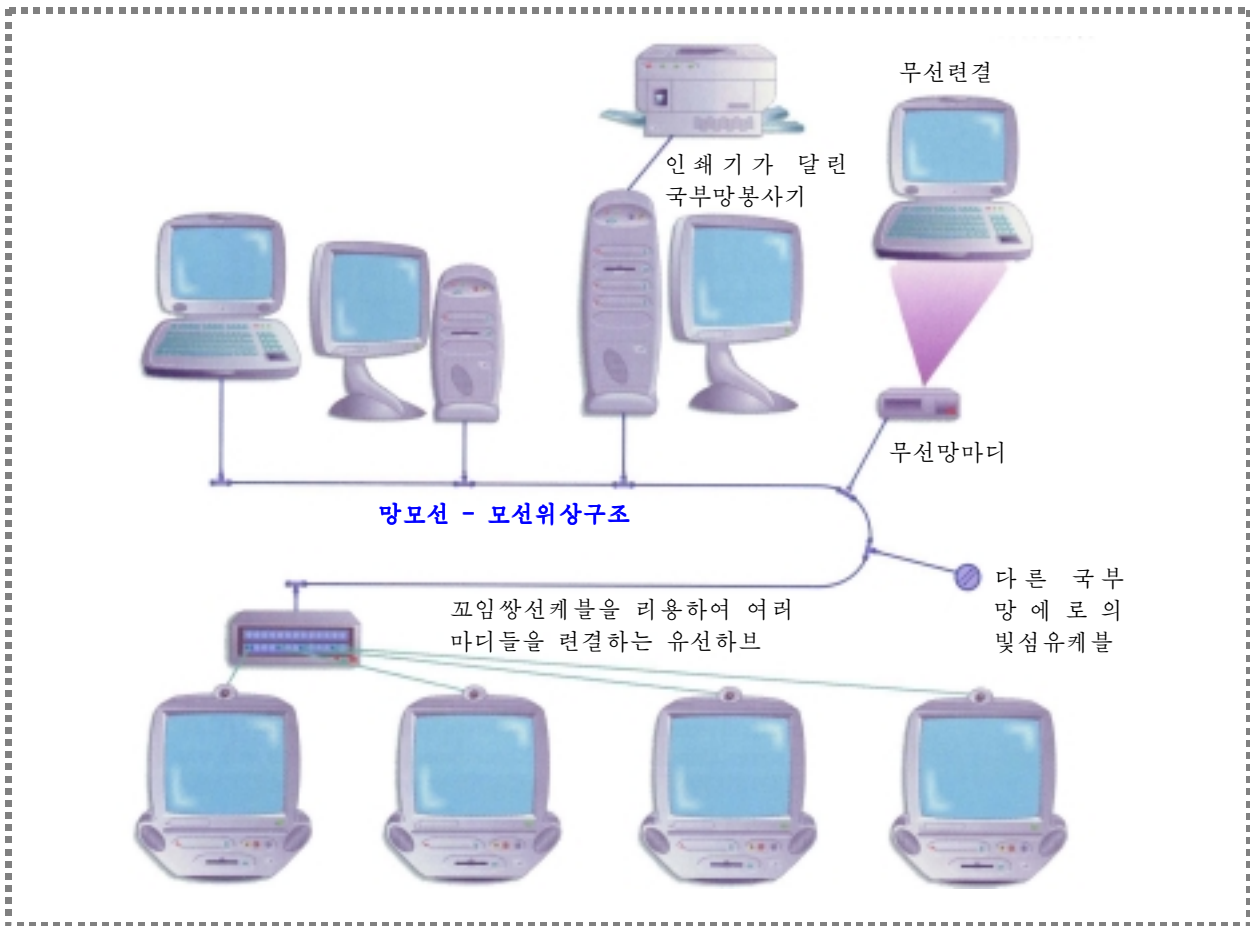 무선련결
인쇄기가 달린
국부망봉사기
무선망마디
망모선 - 모선위상구조
다른 국부
망에로의
빛섬유케블
꼬임쌍선케블을 리용하여 여러
마디들을 련결하는 유선하브